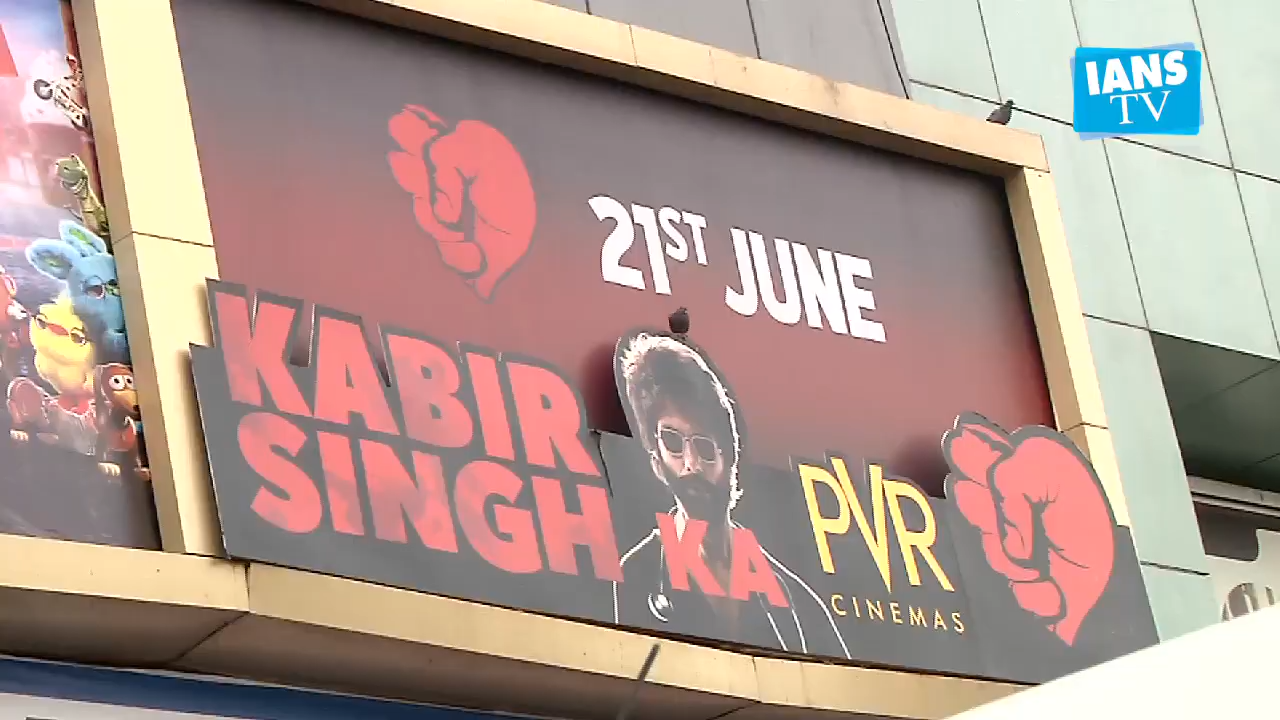 IANS
TV
21ST JUNE
KABIR
SINGH
KA
PVR
CINEMAS